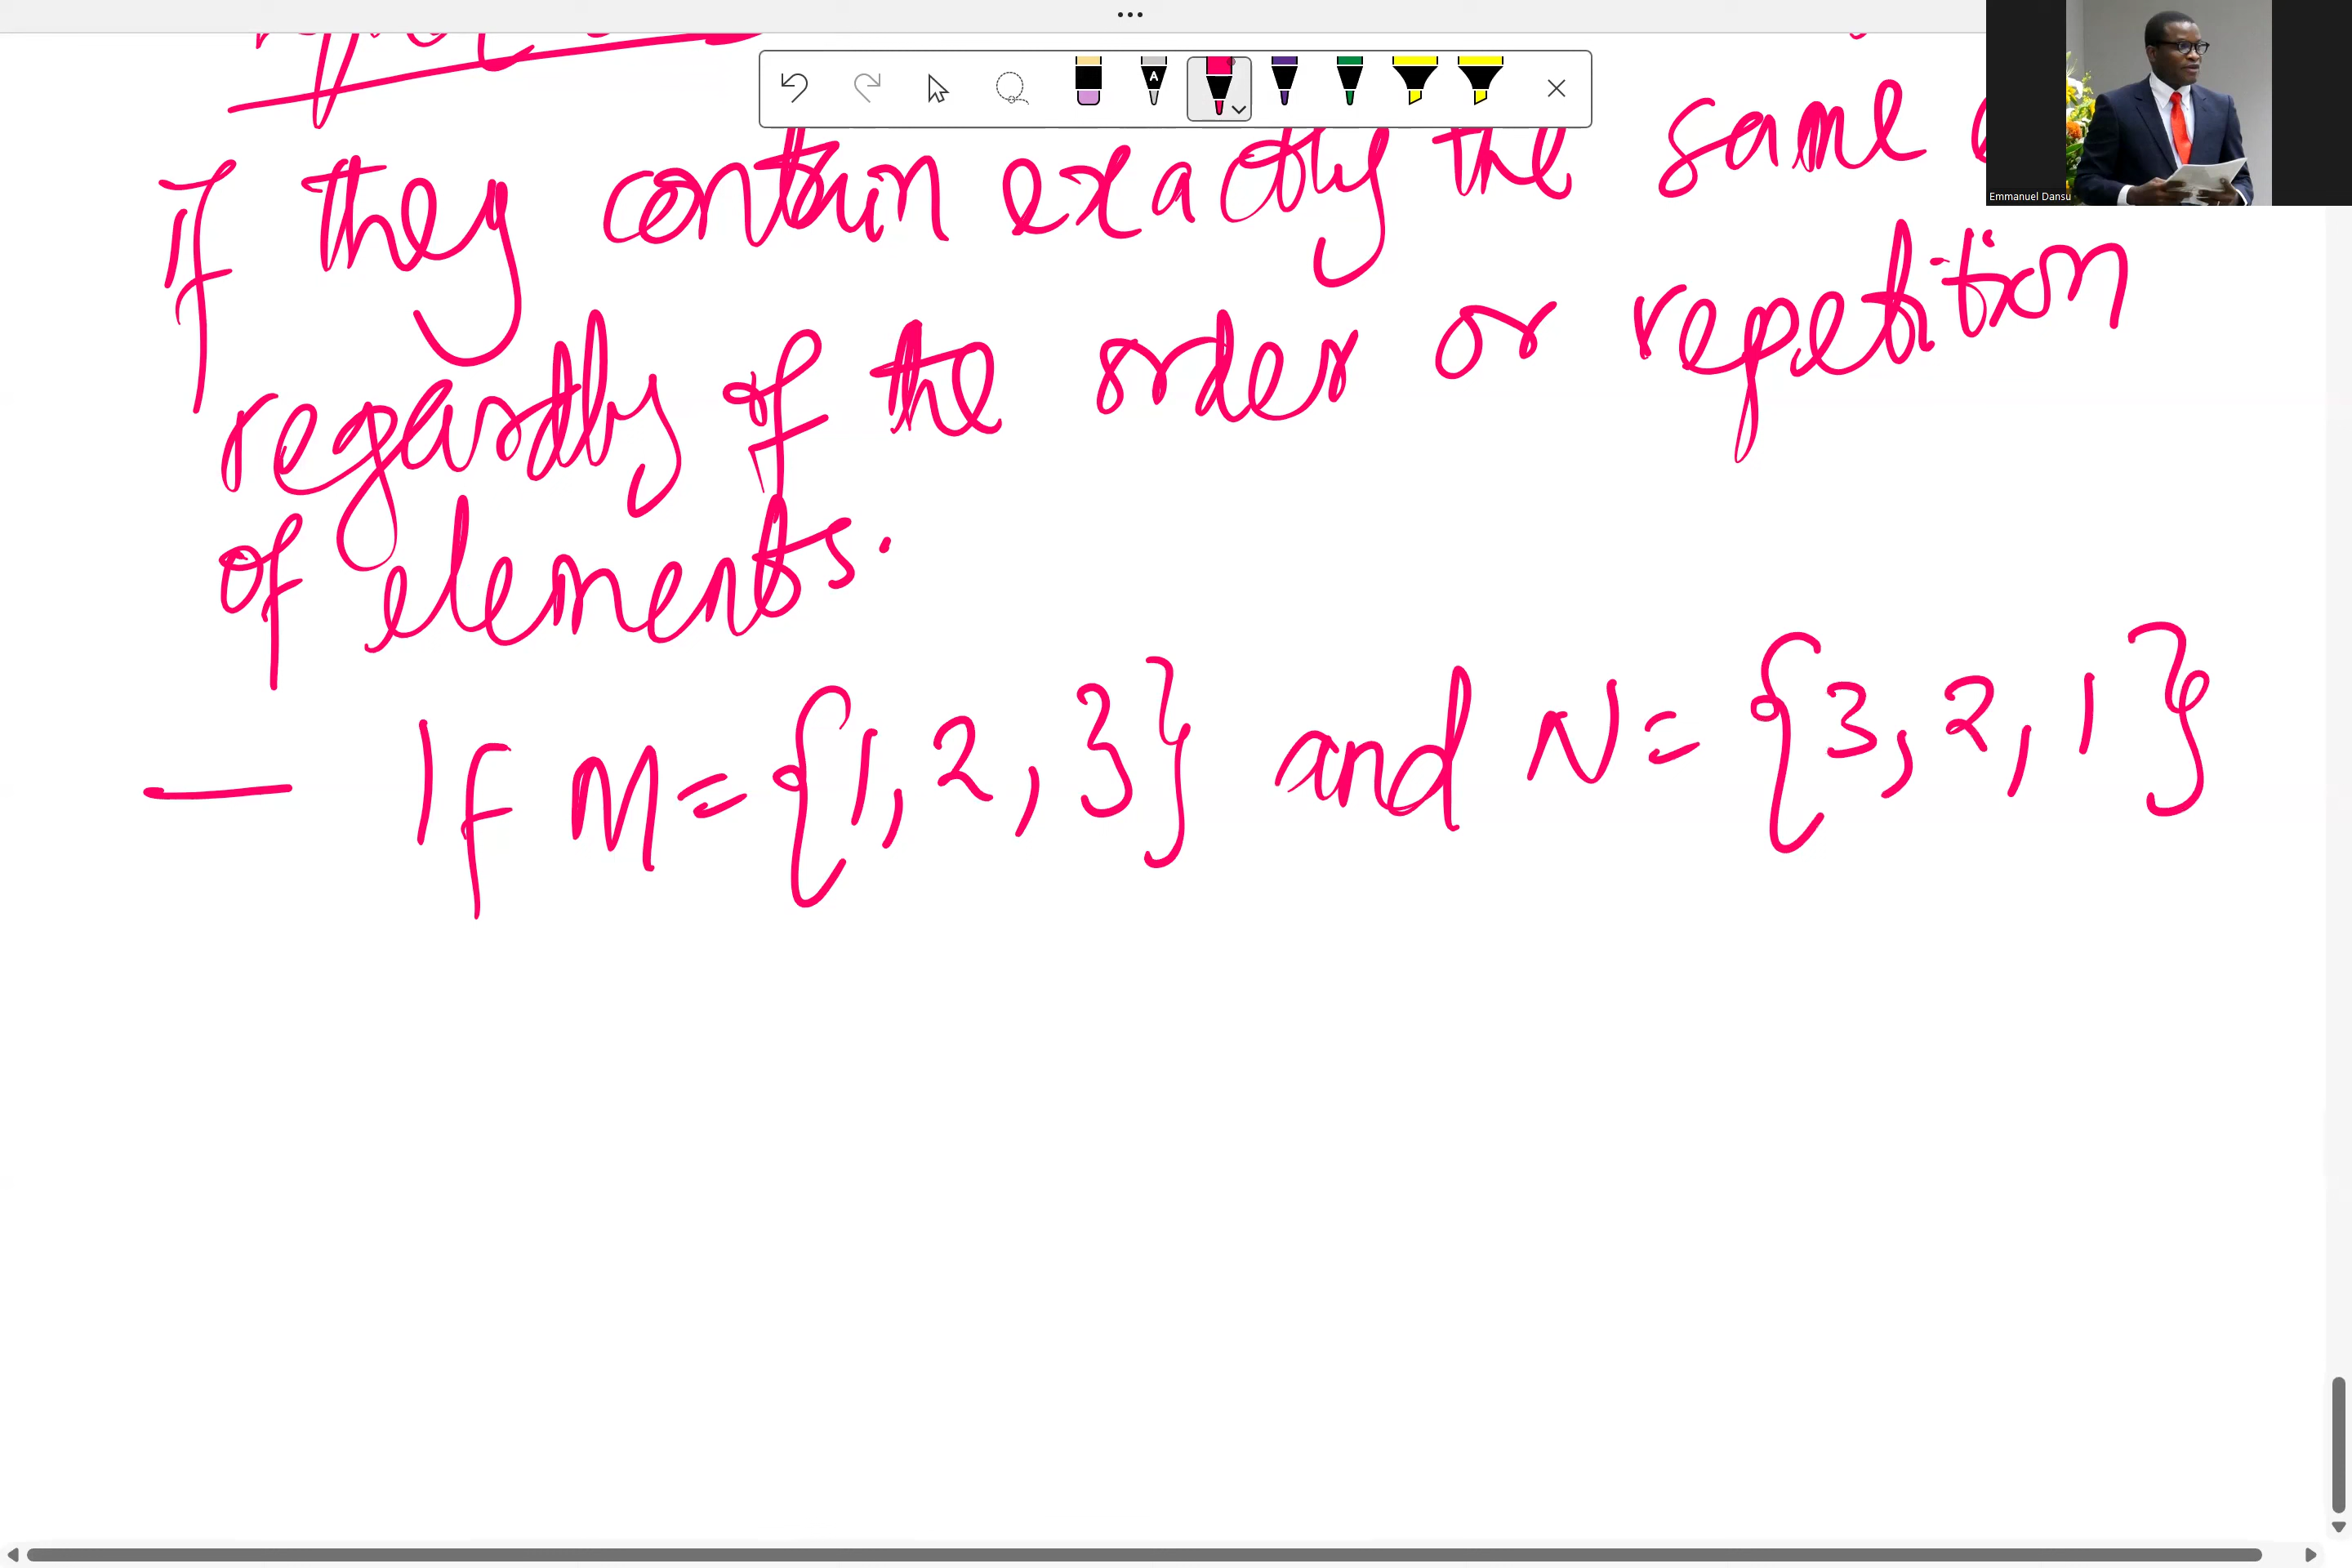 Emmanuel Dansu
if they contain exactly the same
regardly of the order or repetition
of elements.
— If M = {1, 2, 3} and N = {3, 2, 1}